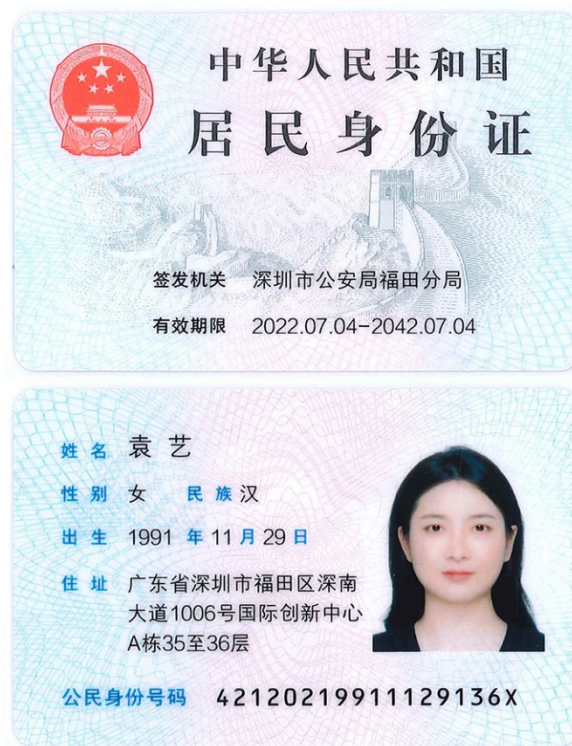 中华人民共和国
居民身份证
签发机关 深圳市公安局福田分局
有效期限 2022.07.04-2042.07.04
姓名 袁艺
性别 女 民族 汉
出生 1991 年 11 月 29 日
住址 广东省深圳市福田区深南
大道1006号国际创新中心
A栋35至36层
公民身份号码 42120219911129136X